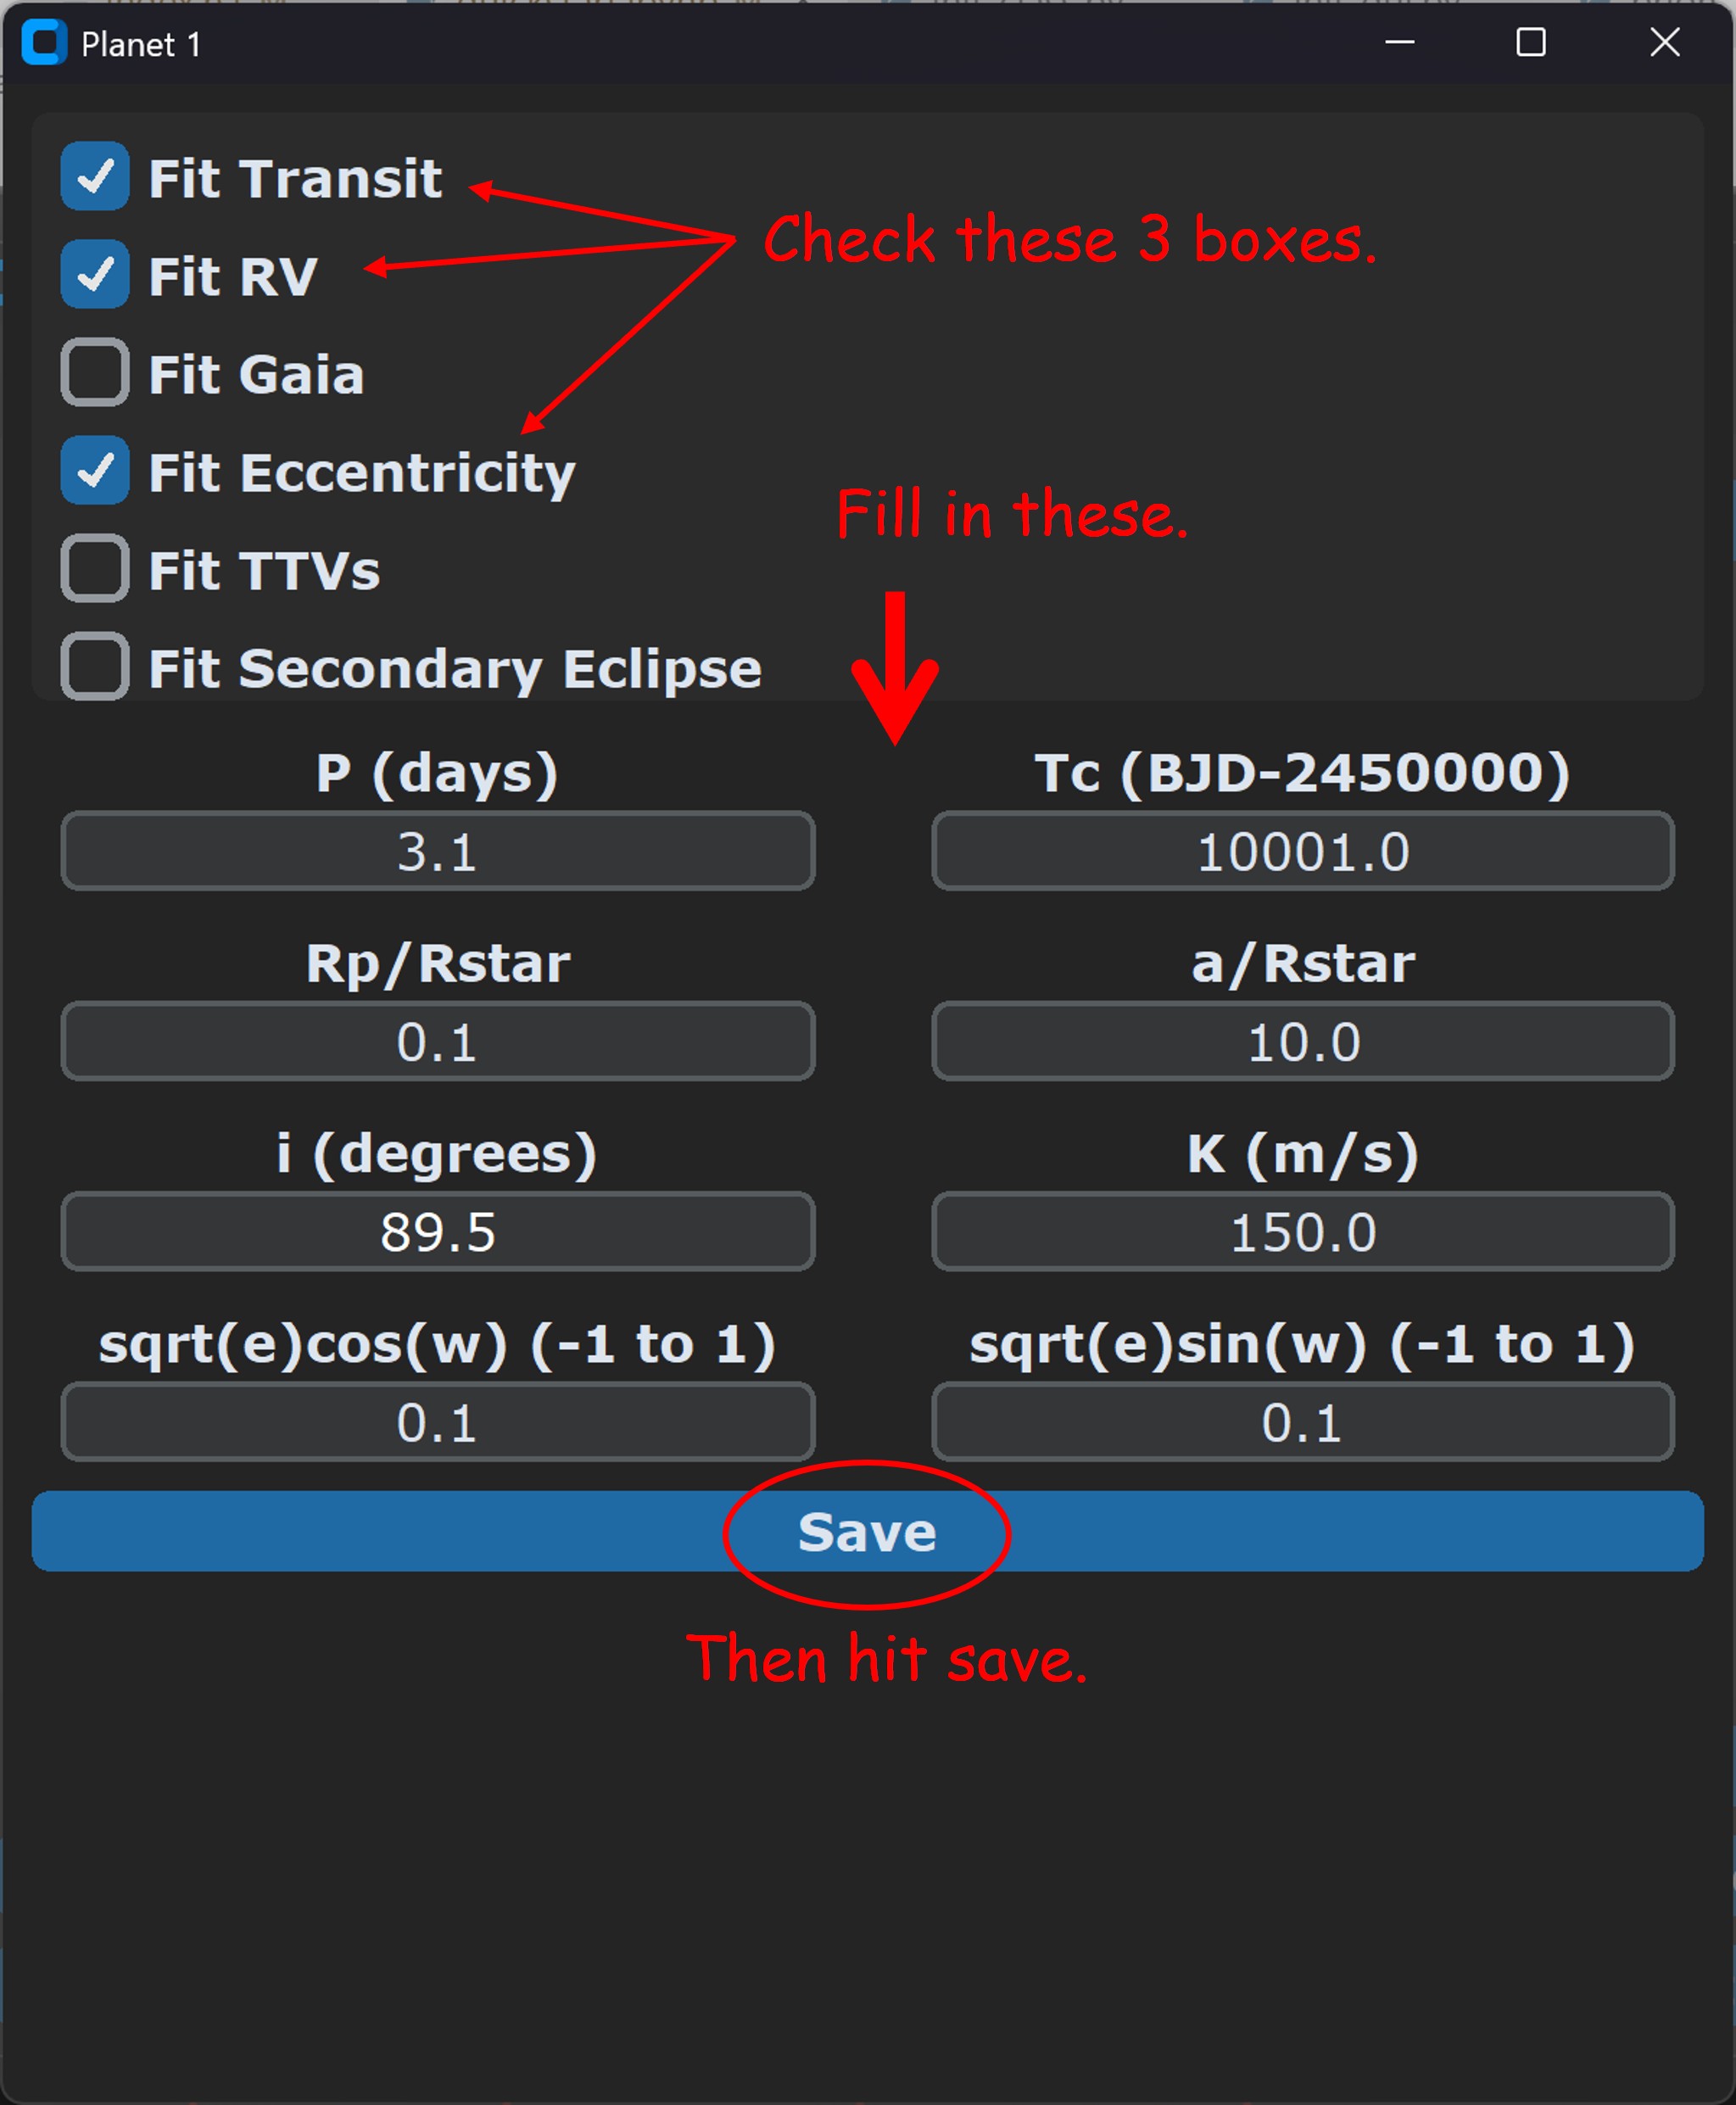 Planet 1
Fit Transit
Check these 3 boxes.
Fit RV
Fit Gaia
Fit Eccentricity
Fill in these.
Fit TTVs
Fit Secondary Eclipse
P (days)
Tc (BJD-2450000)
3.1
10001.0
Rp/Rstar
a/Rstar
0.1
10.0
i (degrees)
K (m/s)
89.5
150.0
sqrt(e)cos(w) (-1 to 1)
sqrt(e)sin(w) (-1 to 1)
0.1
0.1
Save
Then hit save.